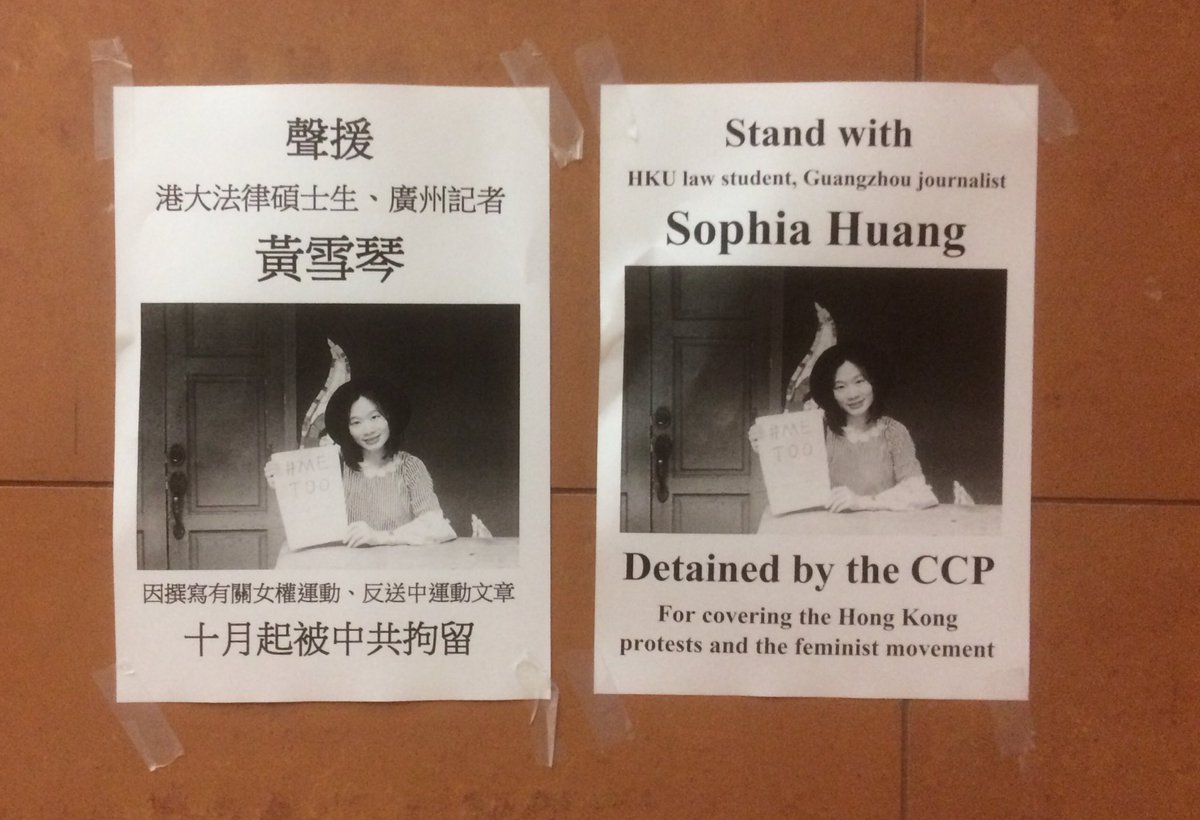 聲援
港大法律碩士生、廣州記者
黃雪琴
#ME
TOO
因撰寫有關女權運動、反送中運動文章
十月起被中共拘留
Stand with
HKU law student, Guangzhou journalist
Sophia Huang
#ME
TOO
Detained by the CCP
For covering the Hong Kong
protests and the feminist movement